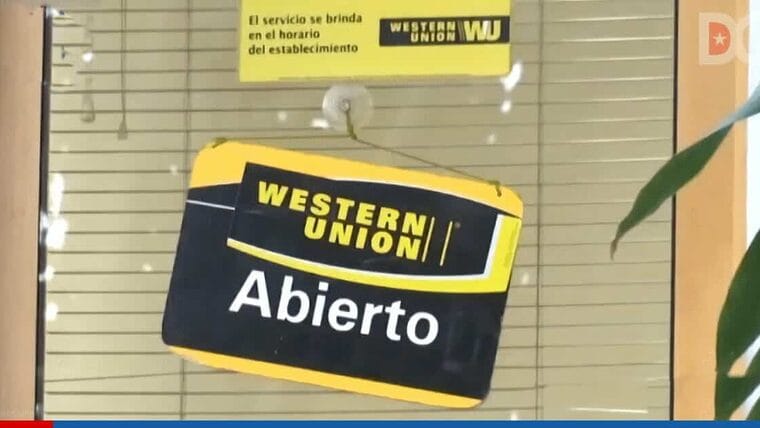 El servicio se brinda
en el horario
del establecimiento
WESTERN
UNION WU
WESTERN
UNION
Abierto